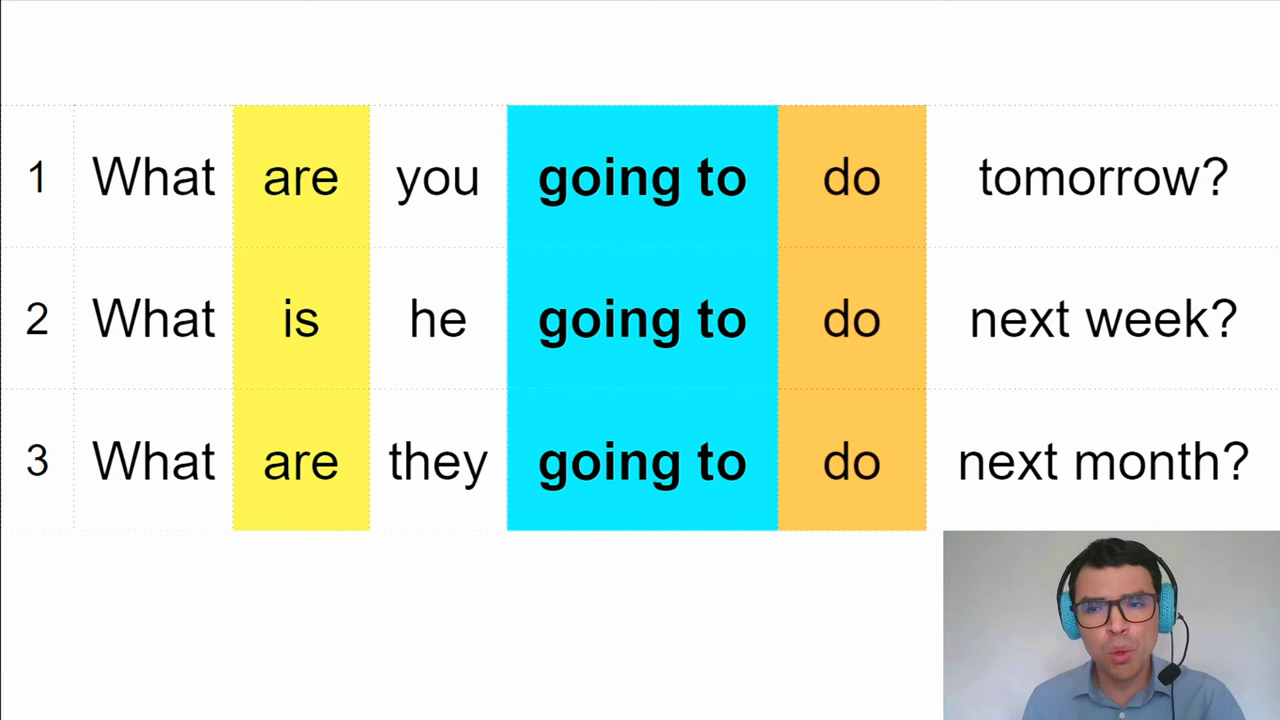 1 What are you going to do tomorrow?
2 What is he going to do next week?
3 What are they going to do next month?